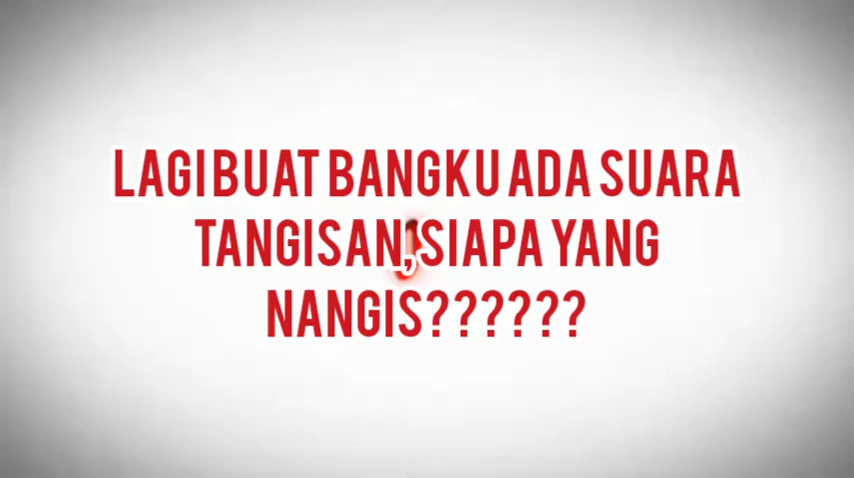 LAGI BUAT BANGKU ADA SUARA
TANGISAN, SIAPA YANG
NANGIS??????